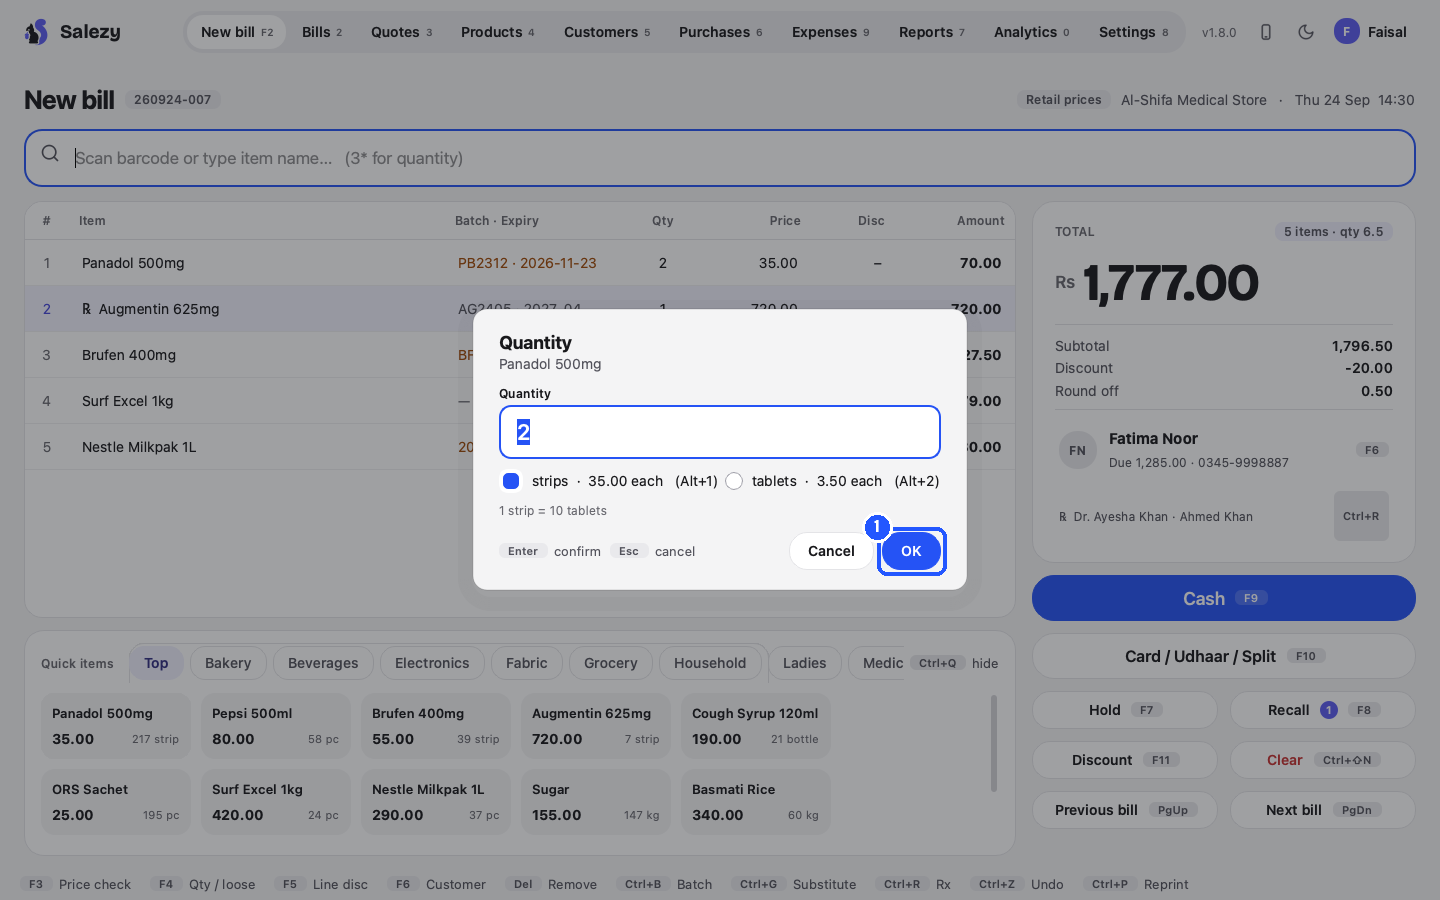 Salezy
New bill F2 Bills 2 Quotes 3 Products 4 Customers 5 Purchases 6 Expenses 9 Reports 7 Analytics 0 Settings 8 v1.8.0 F Faisal
New bill 260924-007 Retail prices Al-Shifa Medical Store · Thu 24 Sep 14:30
Scan barcode or type item name... (3* for quantity)
# Item Batch · Expiry Qty Price Disc Amount
1 Panadol 500mg PB2312 · 2026-11-23 2 35.00 – 70.00
2 ℞ Augmentin 625mg AG2405 · 2027-04 1 720.00 720.00
3 Brufen 400mg BF 27.50
4 Surf Excel 1kg — 79.00
5 Nestle Milkpak 1L 20 30.00
Quantity
Panadol 500mg
Quantity
2
strips · 35.00 each (Alt+1) tablets · 3.50 each (Alt+2)
1 strip = 10 tablets
Enter confirm Esc cancel Cancel 1 OK
TOTAL 5 items · qty 6.5
Rs 1,777.00
Subtotal 1,796.50
Discount -20.00
Round off 0.50
FN Fatima Noor F6
Due 1,285.00 · 0345-9998887
℞ Dr. Ayesha Khan · Ahmed Khan Ctrl+R
Cash F9
Card / Udhaar / Split F10
Hold F7 Recall 1 F8
Discount F11 Clear Ctrl+⇧N
Previous bill PgUp Next bill PgDn
Quick items Top Bakery Beverages Electronics Fabric Grocery Household Ladies Medic Ctrl+Q hide
Panadol 500mg Pepsi 500ml Brufen 400mg Augmentin 625mg Cough Syrup 120ml
35.00 217 strip 80.00 58 pc 55.00 39 strip 720.00 7 strip 190.00 21 bottle
ORS Sachet Surf Excel 1kg Nestle Milkpak 1L Sugar Basmati Rice
25.00 195 pc 420.00 24 pc 290.00 37 pc 155.00 147 kg 340.00 60 kg
F3 Price check F4 Qty / loose F5 Line disc F6 Customer Del Remove Ctrl+B Batch Ctrl+G Substitute Ctrl+R Rx Ctrl+Z Undo Ctrl+P Reprint